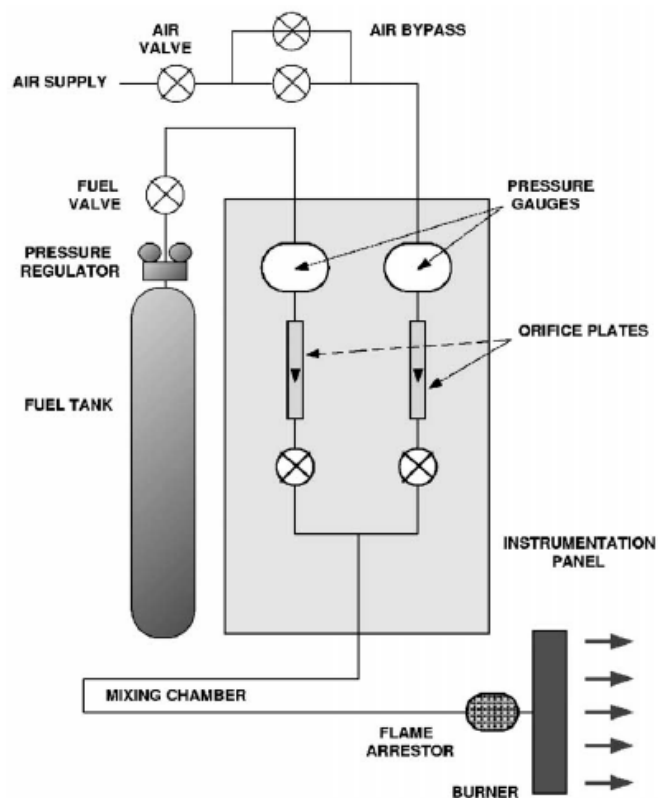 AIR
VALVE
AIR BYPASS
AIR SUPPLY
FUEL
VALVE
PRESSURE
GAUGES
PRESSURE
REGULATOR
ORIFICE PLATES
FUEL TANK
INSTRUMENTATION
PANEL
MIXING CHAMBER
FLAME
ARRESTOR
BURNER